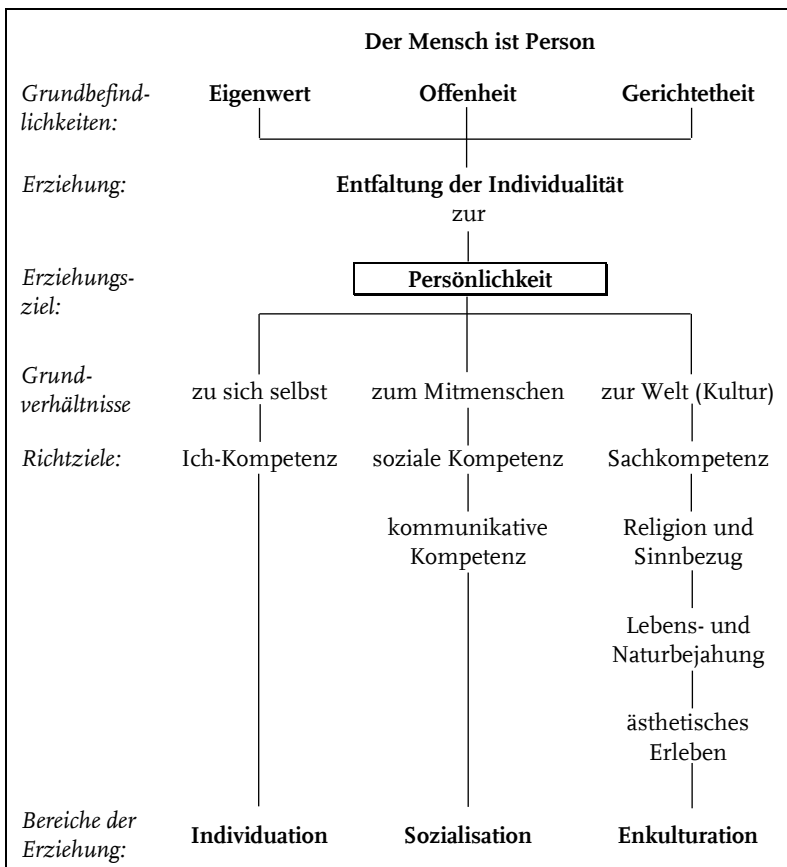 Der Mensch ist Person
Grundbefind-
lichkeiten:
Eigenwert Offenheit Gerichtetheit
Erziehung: Entfaltung der Individualität
zur
Erziehungs-
ziel:
Persönlichkeit
Grund-
verhältnisse
zu sich selbst zum Mitmenschen zur Welt (Kultur)
Richtziele: Ich-Kompetenz soziale Kompetenz Sachkompetenz
kommunikative
Kompetenz
Religion und
Sinnbezug
Lebens- und
Naturbejahung
ästhetisches
Erleben
Bereiche der
Erziehung:
Individuation Sozialisation Enkulturation